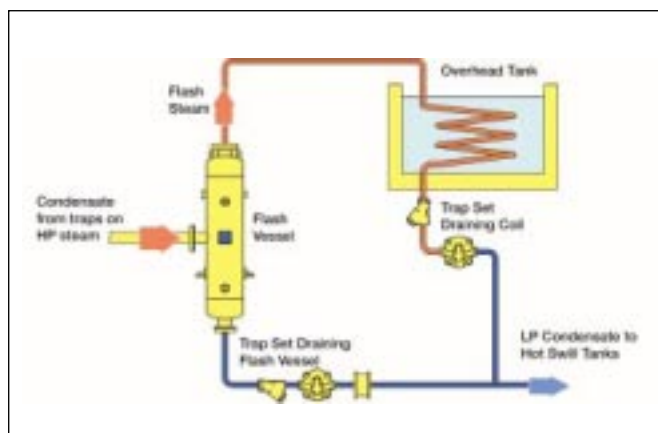 Overhead Tank
Flash
Steam
Condensate
from traps on
HP steam
Flash
Vessel
Trap Set
Draining Coil
Trap Set Draining
Flash Vessel
LP Condensate to
Hot Swill Tanks